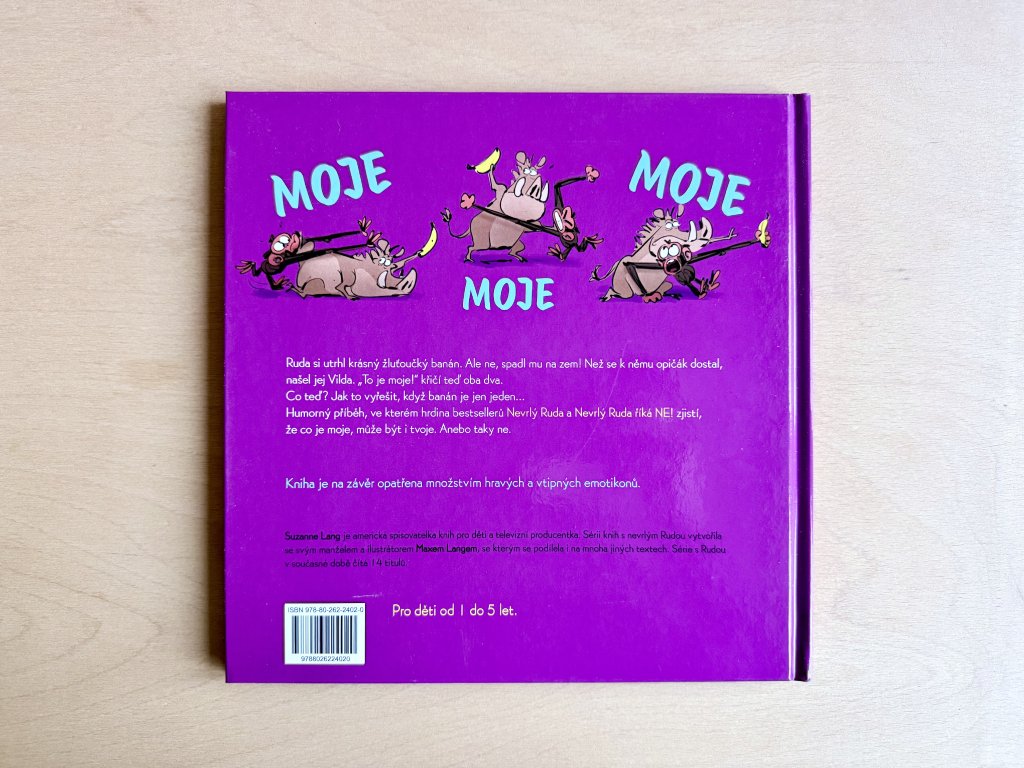 MOJE
MOJE
MOJE
Ruda si utrhl krásný žluťoučký banán. Ale ne, spadl mu na zem! Než se k němu opičák dostal,
našel jej Vilda. „To je moje!“ křičí teď oba dva.
Co teď? Jak to vyřešit, když banán je jen jeden...
Humorný příběh, ve kterém hrdina bestsellerů Nevrlý Ruda a Nevrlý Ruda říká NE! zjistí,
že co je moje, může být i tvoje. Anebo taky ne.
Kniha je na závěr opatřena množstvím hravých a vtipných emotikonů.
Suzanne Lang je americká spisovatelka knih pro děti a televizní producentka. Sérii knih s nevrlým Rudou vytvořila
se svým manželem a ilustrátorem Maxem Langem, se kterým se podílela i na mnoha jiných textech. Série s Rudou
v současné době čítá 14 titulů.
ISBN 978-80-262-2402-0
9788026224020
Pro děti od 1 do 5 let.